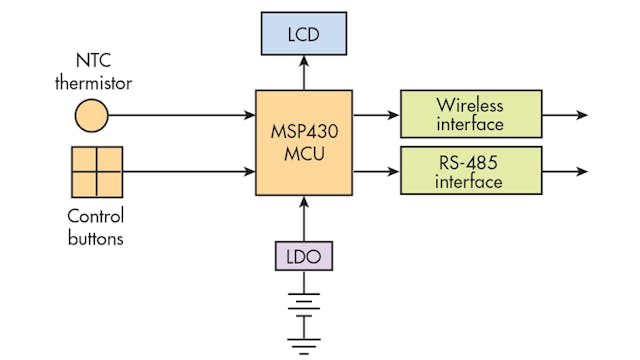 LCD
NTC
thermistor
MSP430
MCU
Wireless
interface
RS-485
interface
Control
buttons
LDO